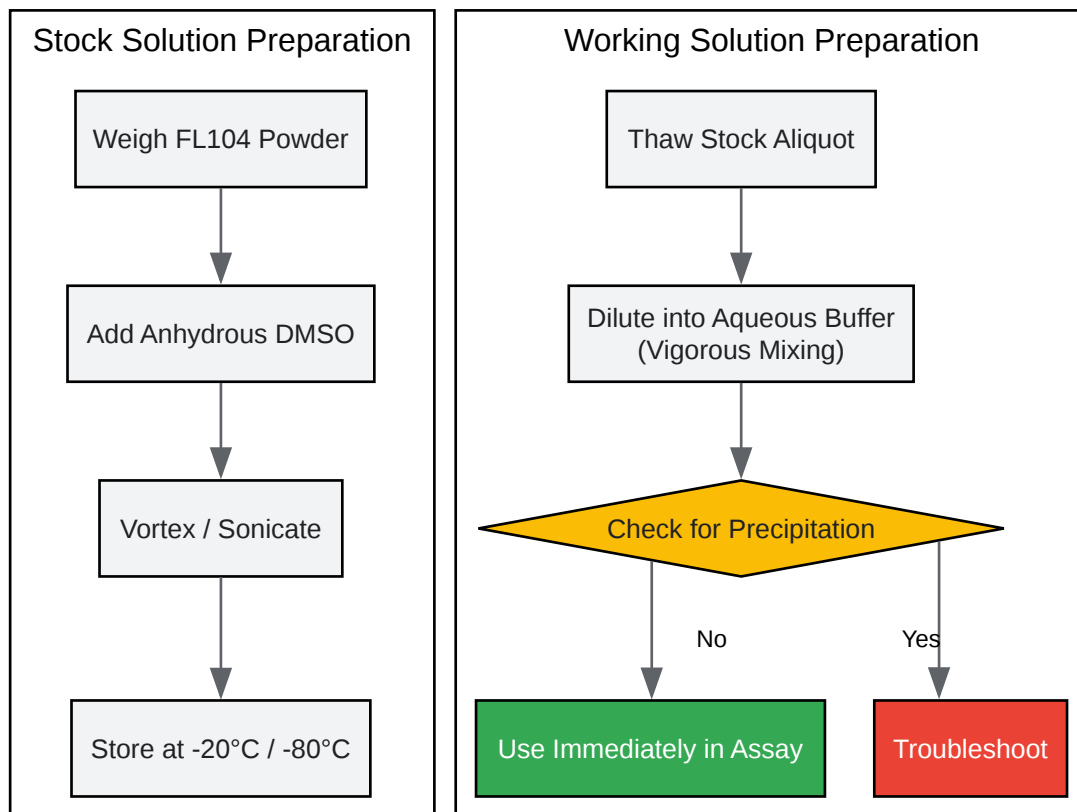 Stock Solution Preparation
Weigh FL104 Powder
Add Anhydrous DMSO
Vortex / Sonicate
Store at -20°C / -80°C
Working Solution Preparation
Thaw Stock Aliquot
Dilute into Aqueous Buffer
(Vigorous Mixing)
Check for Precipitation
No
Yes
Use Immediately in Assay
Troubleshoot